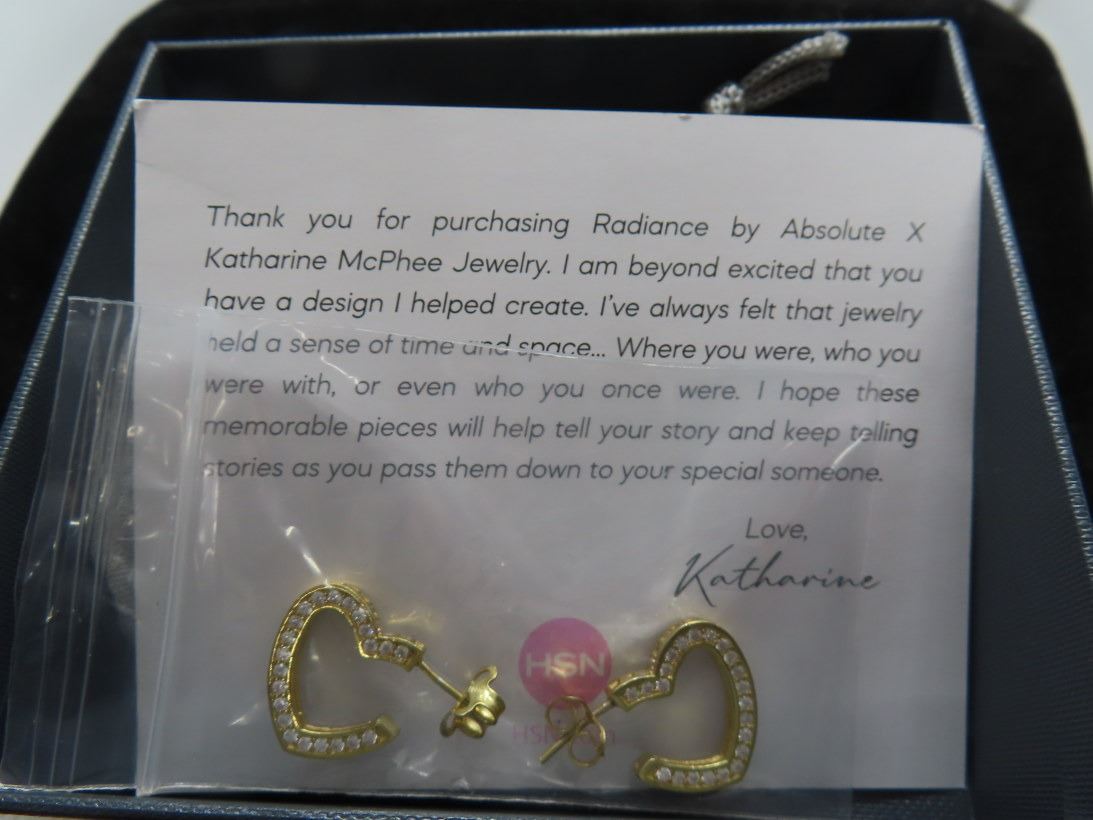 Thank you for purchasing Radiance by Absolute X
Katharine McPhee Jewelry. I am beyond excited that you
have a design I helped create. I've always felt that jewelry
held a sense of time and space... Where you were, who you
were with, or even who you once were. I hope these
memorable pieces will help tell your story and keep telling
stories as you pass them down to your special someone.
Love,
Katharine
HSN